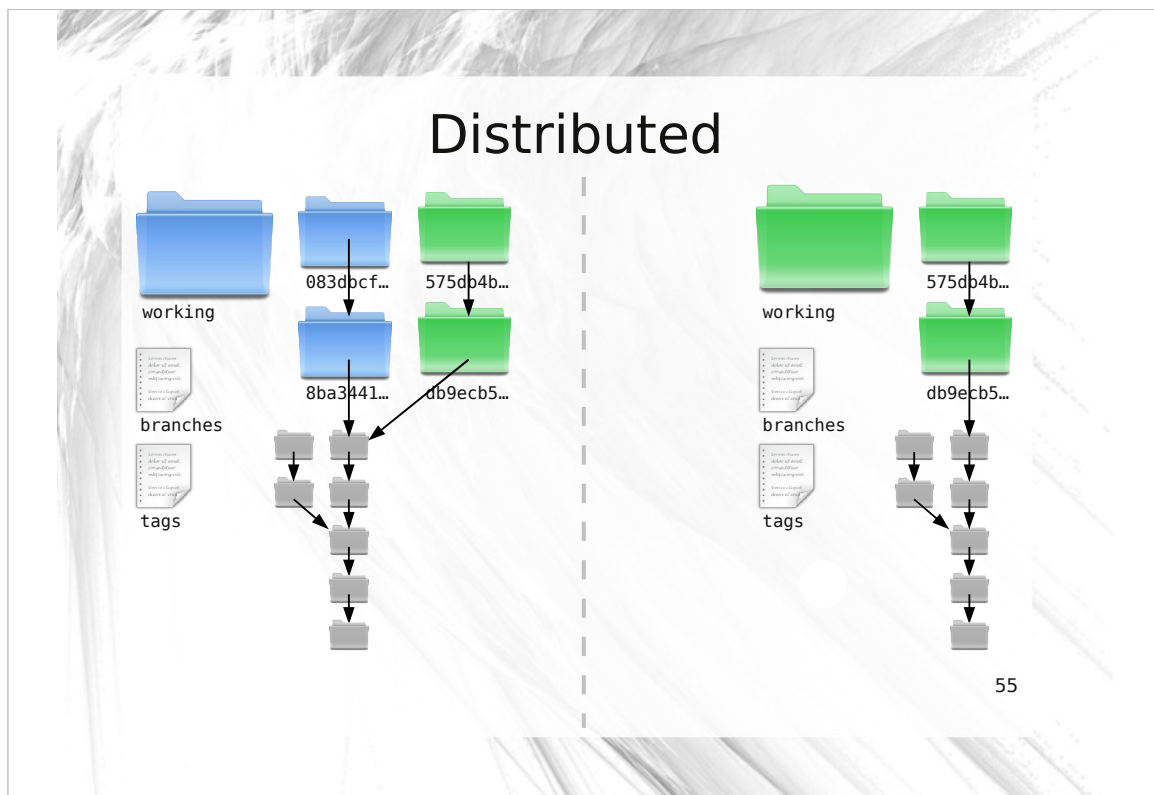 Distributed
083dbcf…
575db4b…
working
8ba3441…
db9ecb5…
branches
tags
575db4b…
working
db9ecb5…
branches
tags
55